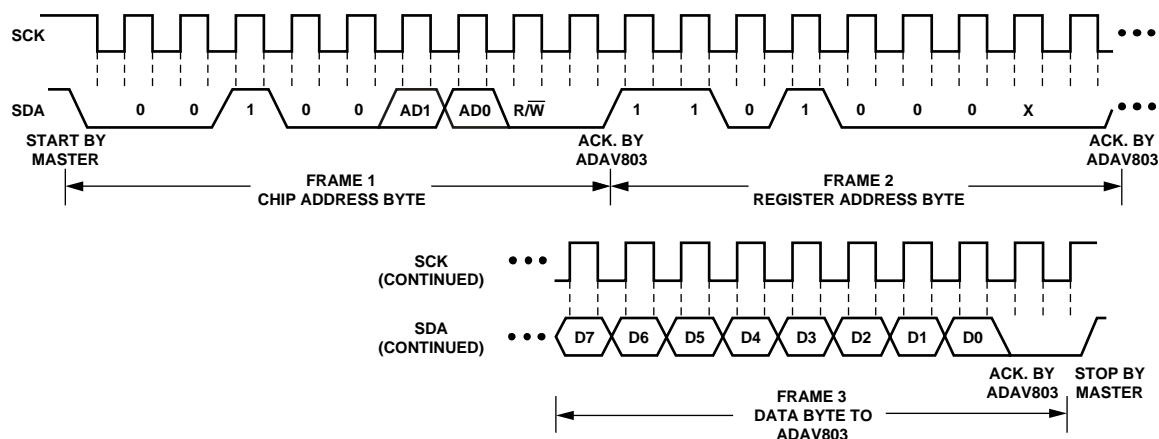 SCK
SDA
0 0 1 0 0 AD1 AD0 R/W̅ 1 1 0 1 0 0 0 X
START BY
MASTER
ACK. BY
ADAV803
ACK. BY
ADAV803
FRAME 1
CHIP ADDRESS BYTE
FRAME 2
REGISTER ADDRESS BYTE
SCK
(CONTINUED)
SDA
(CONTINUED)
D7 D6 D5 D4 D3 D2 D1 D0
ACK. BY
ADAV803
STOP BY
MASTER
FRAME 3
DATA BYTE TO
ADAV803